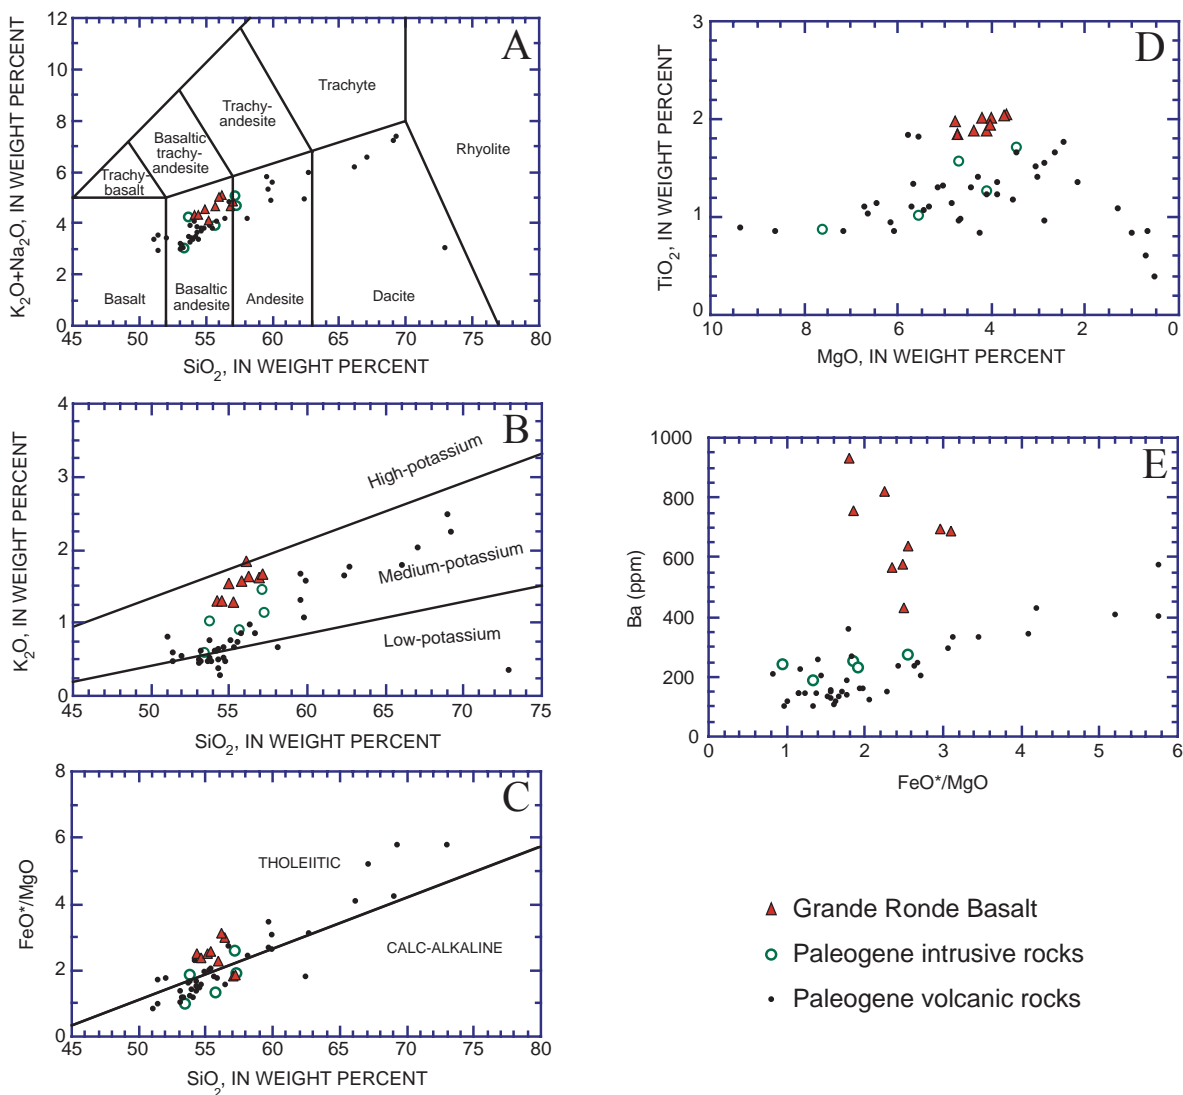 A
K2O+Na2O, IN WEIGHT PERCENT
12
10
8
6
4
2
0
Trachyte
Trachy-
andesite
Basaltic
trachy-
andesite
Trachy-
basalt
Rhyolite
Basalt
Basaltic
andesite
Andesite
Dacite
45 50 55 60 65 70 75 80
SiO2, IN WEIGHT PERCENT
B
K2O, IN WEIGHT PERCENT
4
3
2
1
0
High-potassium
Medium-potassium
Low-potassium
45 50 55 60 65 70 75
SiO2, IN WEIGHT PERCENT
C
FeO*/MgO
8
6
4
2
0
THOLEIITIC
CALC-ALKALINE
45 50 55 60 65 70 75 80
SiO2, IN WEIGHT PERCENT
D
TiO2, IN WEIGHT PERCENT
3
2
1
0
10 8 6 4 2 0
MgO, IN WEIGHT PERCENT
E
Ba (ppm)
1000
800
600
400
200
0
0 1 2 3 4 5 6
FeO*/MgO
Grande Ronde Basalt
Paleogene intrusive rocks
Paleogene volcanic rocks